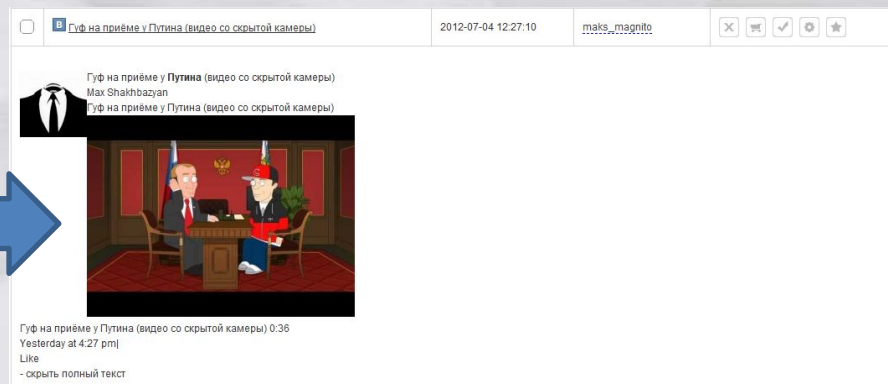 В Гуф на приёме у Путина (видео со скрытой камеры) 2012-07-04 12:27:10 maks_magnito
Гуф на приёме у Путина (видео со скрытой камеры)
Max Shakhbazyan
Гуф на приёме у Путина (видео со скрытой камеры)
Гуф на приёме у Путина (видео со скрытой камеры) 0:36
Yesterday at 4:27 pm|
Like
- скрыть полный текст